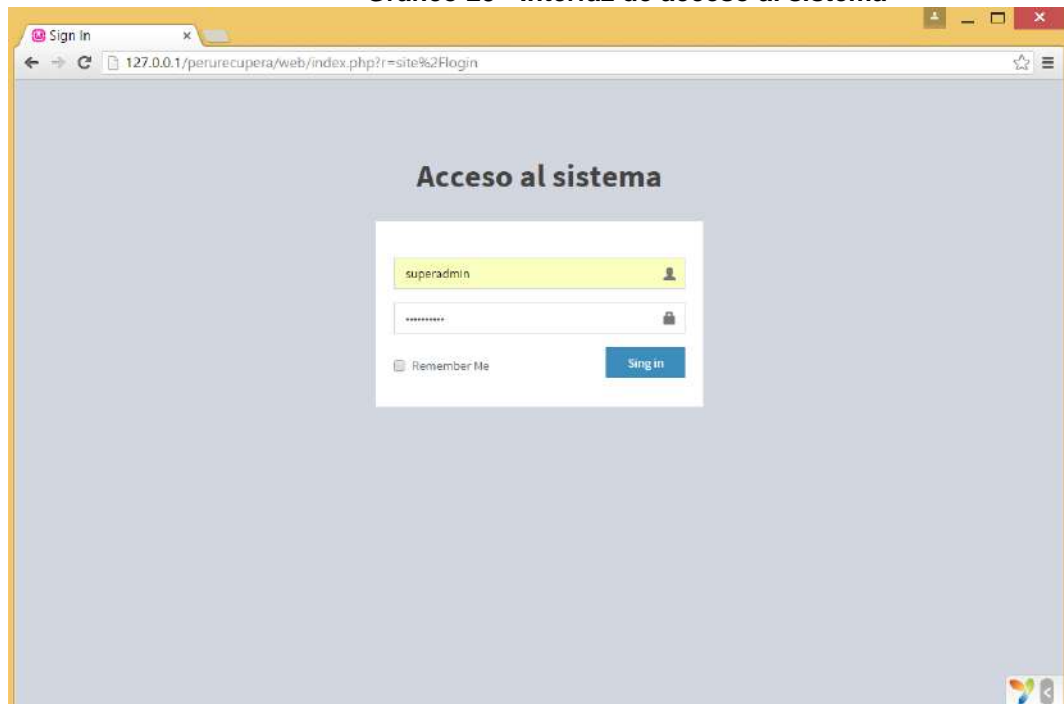 Sign In
127.0.0.1/perurecupera/web/index.php?r=site%2Flogin
Acceso al sistema
superadmin
Remember Me
Sing in